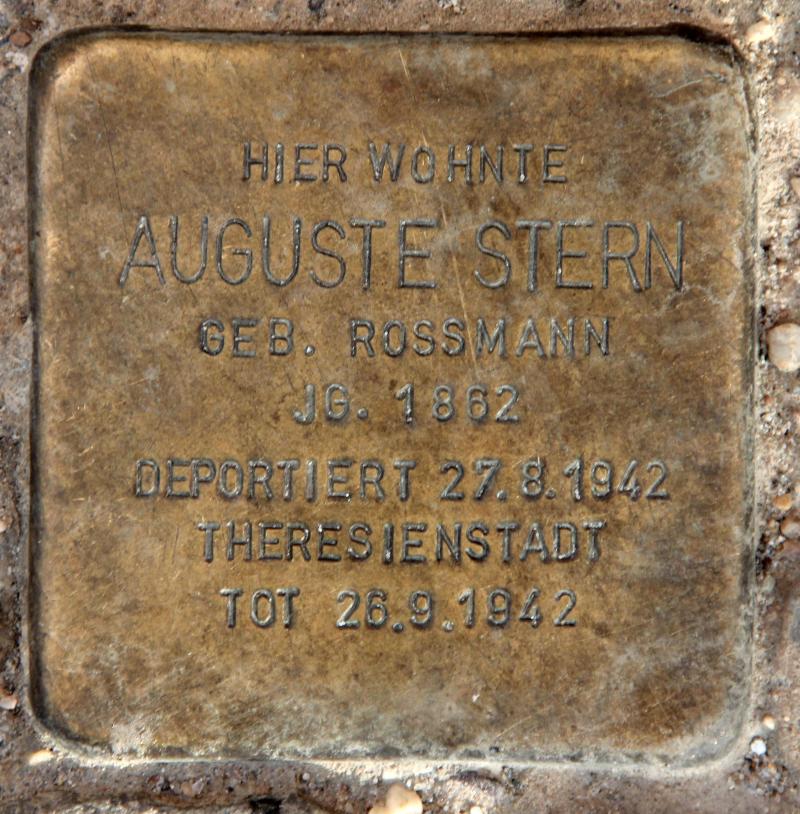 HIER WOHNTE
AUGUSTE STERN
GEB. ROSSMANN
JG. 1862
DEPORTIERT 27.8.1942
THERESIENSTADT
TOT 26.9.1942